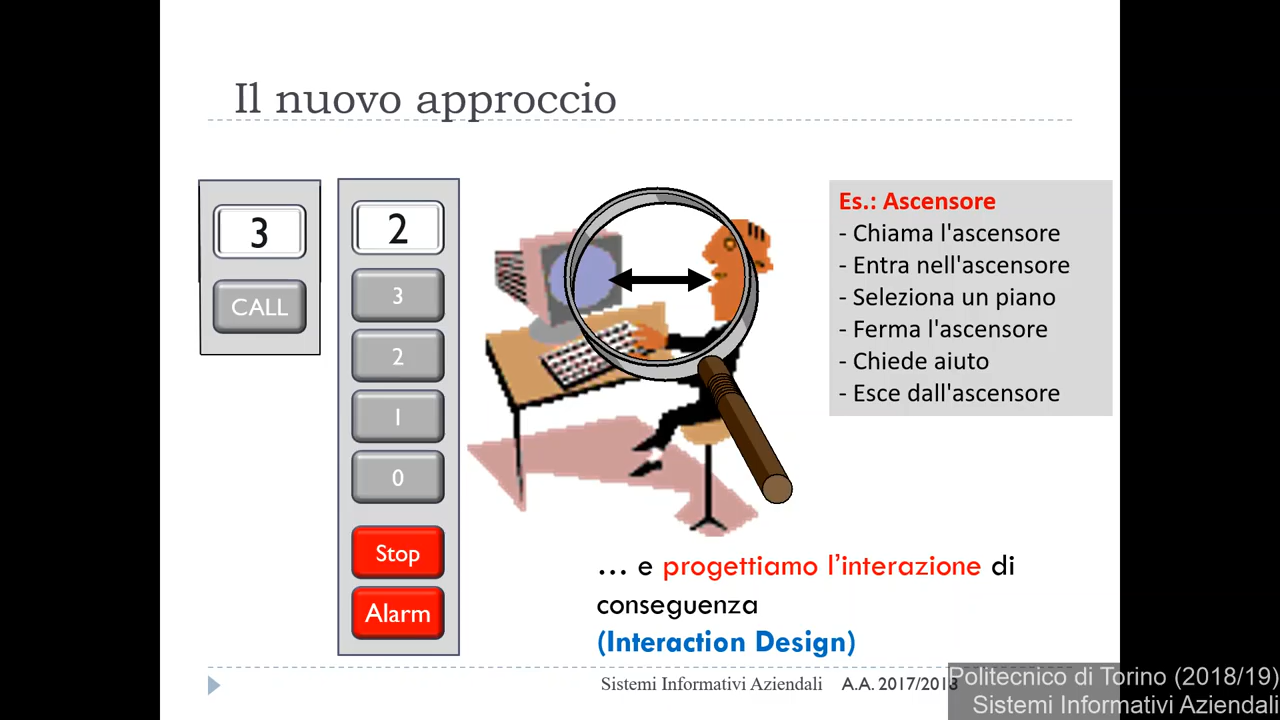 Il nuovo approccio
3
CALL
2
3
2
1
0
Stop
Alarm
Es.: Ascensore
- Chiama l'ascensore
- Entra nell'ascensore
- Seleziona un piano
- Ferma l'ascensore
- Chiede aiuto
- Esce dall'ascensore
… e progettiamo l’interazione di
conseguenza
(Interaction Design)
Sistemi Informativi Aziendali A.A. 2017/2018
Politecnico di Torino (2018/19)
Sistemi Informativi Aziendali